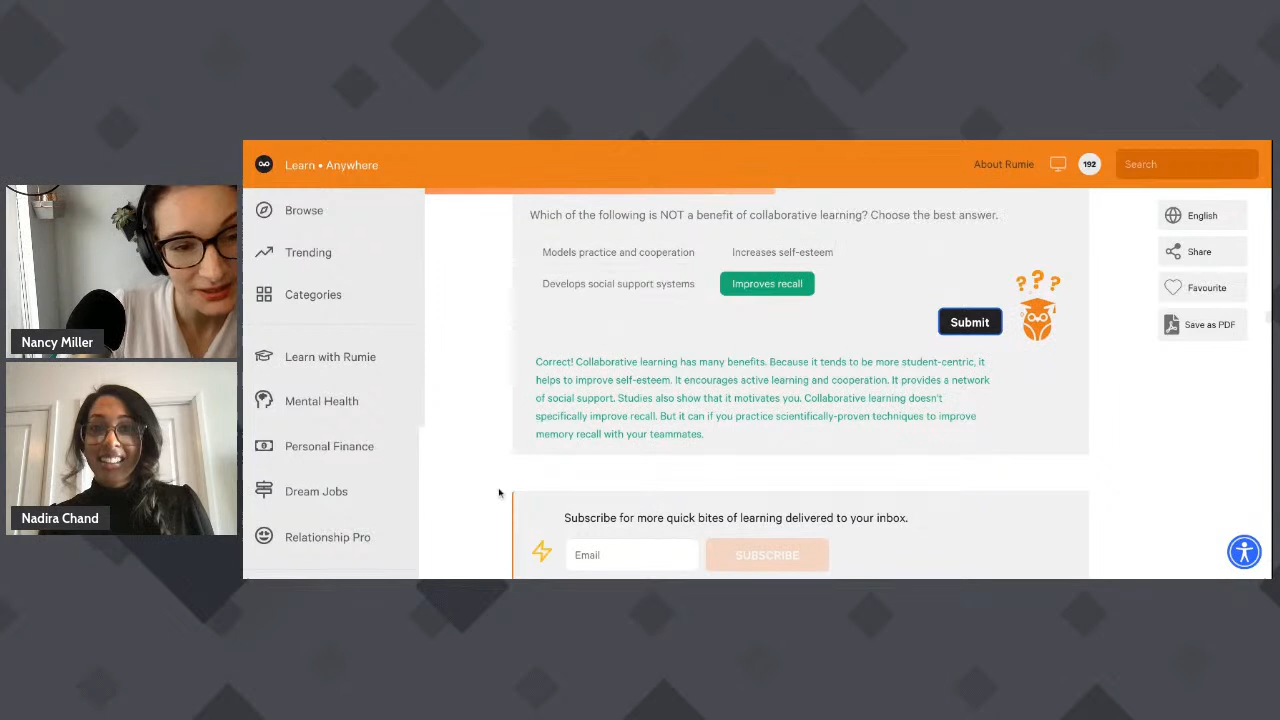 Learn • Anywhere
About Rumie
192
Search
Browse
Trending
Categories
Learn with Rumie
Mental Health
Personal Finance
Dream Jobs
Relationship Pro
Which of the following is NOT a benefit of collaborative learning? Choose the best answer.
Models practice and cooperation
Increases self-esteem
Develops social support systems
Improves recall
Submit
? ? ?
Correct! Collaborative learning has many benefits. Because it tends to be more student-centric, it
helps to improve self-esteem. It encourages active learning and cooperation. It provides a network
of social support. Studies also show that it motivates you. Collaborative learning doesn't
specifically improve recall. But it can if you practice scientifically-proven techniques to improve
memory recall with your teammates.
Subscribe for more quick bites of learning delivered to your inbox.
Email
SUBSCRIBE
English
Share
Favourite
Save as PDF
Nancy Miller
Nadira Chand